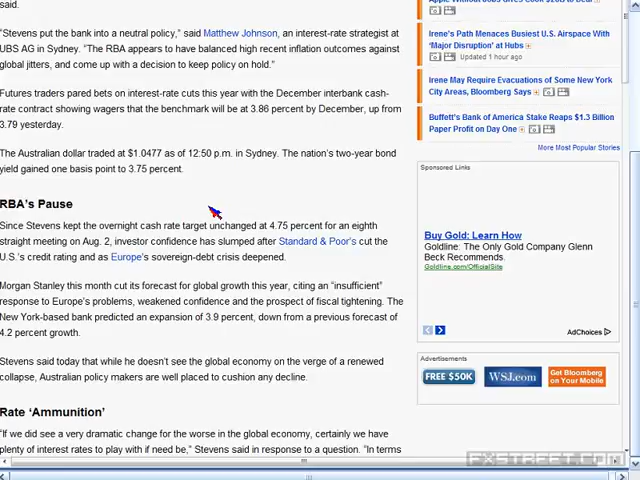 said.
"Stevens put the bank into a neutral policy," said Matthew Johnson, an interest-rate strategist at
UBS AG in Sydney. "The RBA appears to have balanced high recent inflation outcomes against
global jitters, and come up with a decision to keep policy on hold."
Futures traders pared bets on interest-rate cuts this year with the December interbank cash-
rate contract showing wagers that the benchmark will be at 3.86 percent by December, up from
3.79 yesterday.
The Australian dollar traded at $1.0477 as of 12:50 p.m. in Sydney. The nation's two-year bond
yield gained one basis point to 3.75 percent.
RBA's Pause
Since Stevens kept the overnight cash rate target unchanged at 4.75 percent for an eighth
straight meeting on Aug. 2, investor confidence has slumped after Standard & Poor's cut the
U.S.'s credit rating and as Europe's sovereign-debt crisis deepened.
Morgan Stanley this month cut its forecast for global growth this year, citing an "insufficient"
response to Europe's problems, weakened confidence and the prospect of fiscal tightening. The
New York-based bank predicted an expansion of 3.9 percent, down from a previous forecast of
4.2 percent growth.
Stevens said today that while he doesn't see the global economy on the verge of a renewed
collapse, Australian policy makers are well placed to cushion any decline.
Rate 'Ammunition'
"If we did see a very dramatic change for the worse in the global economy, certainly we have
plenty of interest rates to play with if need be," Stevens said in response to a question. "In terms
Irene's Path Menaces Busiest U.S. Airspace With
'Major Disruption' at Hubs
Updated 1 hour ago
Irene May Require Evacuations of Some New York
City Areas, Bloomberg Says
Buffett's Bank of America Stake Reaps $1.3 Billion
Paper Profit on Day One
More Most Popular Stories
Sponsored Links
Buy Gold: Learn How
Goldline: The Only Gold Company Glenn
Beck Recommends.
Goldline.com/OfficialSite
AdChoices
Advertisements
FREE $50K
WSJ.com
Get Bloomberg
on Your Mobile
FXSTREET.COM